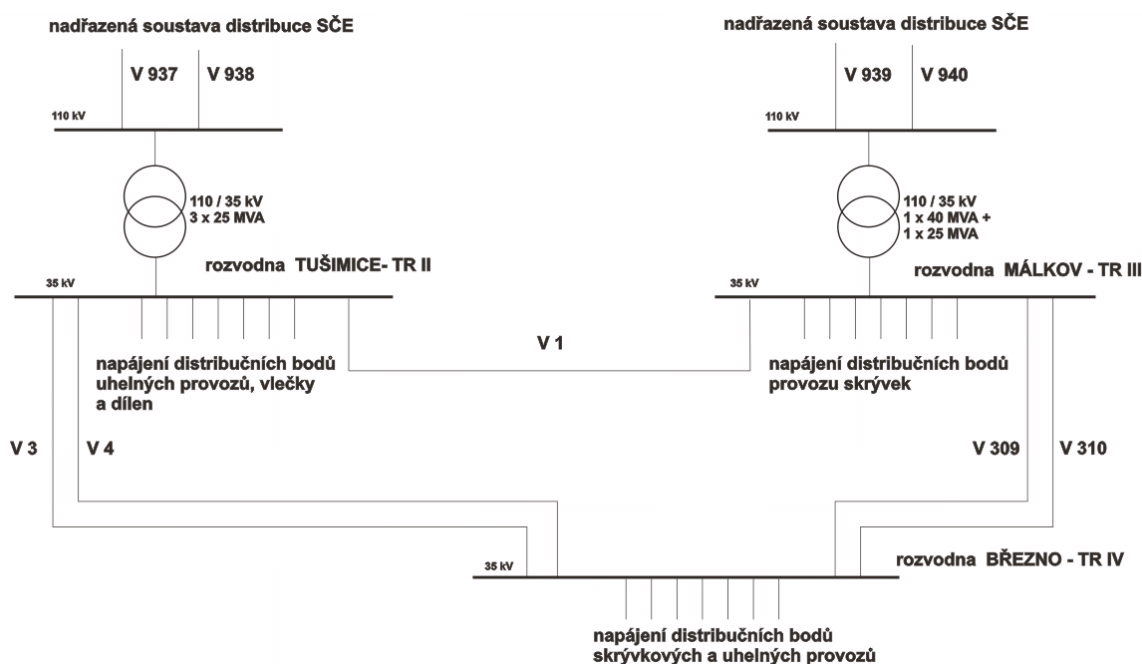 nadřazená soustava distribuce SČE
nadřazená soustava distribuce SČE
V 937
V 938
V 939
V 940
110 kV
110 kV
110 / 35 kV
3 x 25 MVA
110 / 35 kV
1 x 40 MVA +
1 x 25 MVA
rozvodna TUŠIMICE- TR II
rozvodna MÁLKOV - TR III
35 kV
35 kV
V 1
napájení distribučních bodů
uhelných provozů, vlečky
a dílen
napájení distribučních bodů
provozu skrývek
V 3
V 4
V 309
V 310
rozvodna BŘEZNO - TR IV
35 kV
napájení distribučních bodů
skrývkových a uhelných provozů